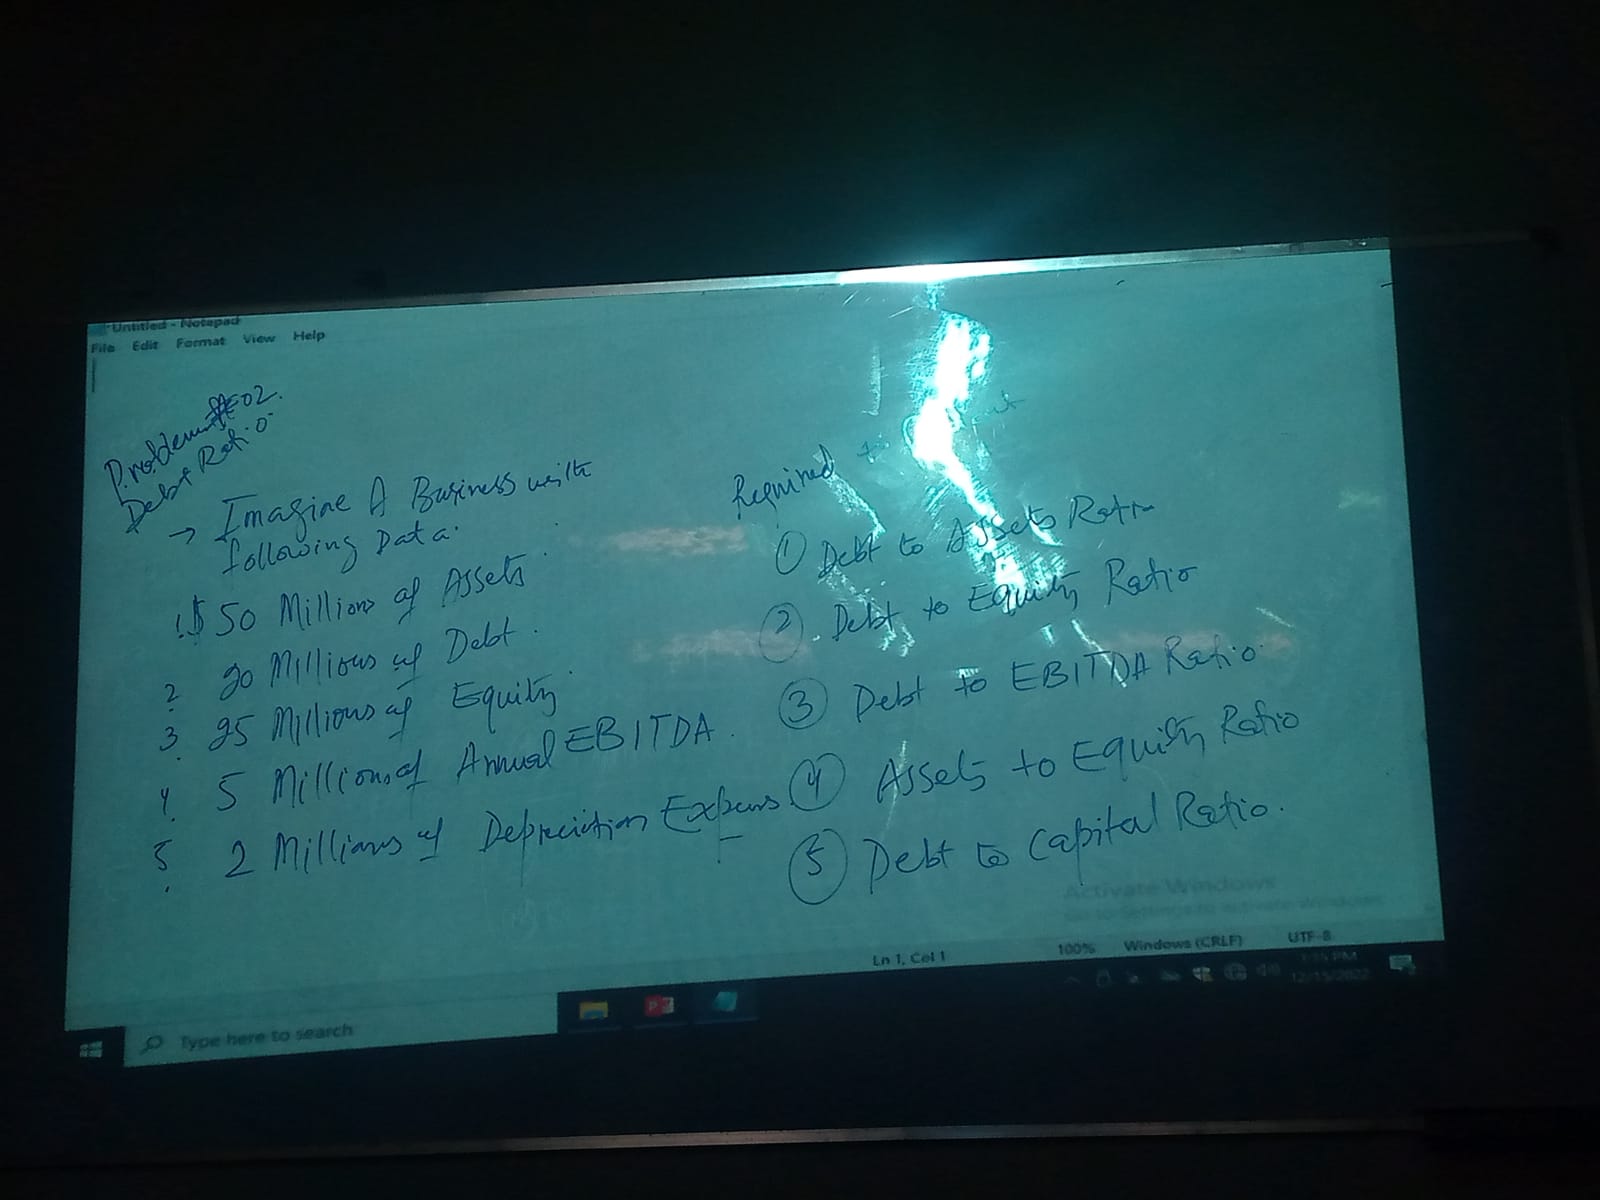 Untitled - Notepad
File Edit Format View Help
Problem #02.
Debt Ratio
→ Imagine A Business with
following Data.
1. $ 50 Millions of Assets.
2. 20 Millions of Debt.
3. 25 Millions of Equity
4. 5 Millions of Annual EBITDA.
5. 2 Millions of Depreciation Expens
Required to
① Debt to Assets Ratio
② Debt to Equity Ratio
③ Debt to EBITDA Ratio
④ Assets to Equity Ratio
⑤ Debt to Capital Ratio.
Activate Windows
Go to Settings to activate Windows.
Ln 1, Col 1 100% Windows (CRLF) UTF-8
Type here to search
12/15/2022